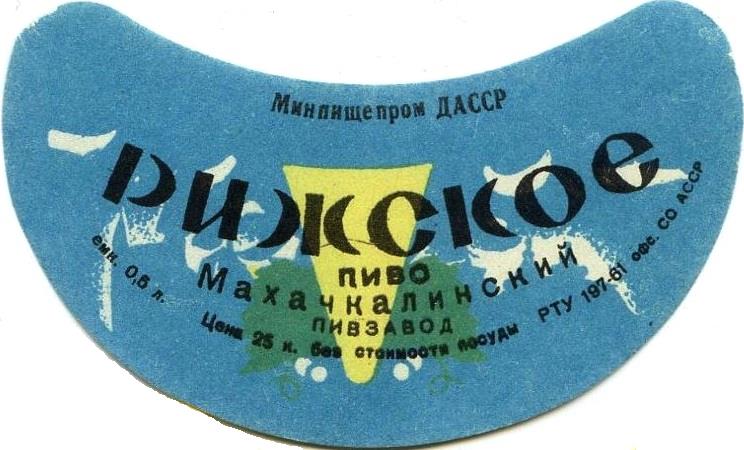 Минпищепром ДАССР
рижское
пиво
Махачкалинский
пивзавод
емк. 0,5 л.
Цена 25 к. без стоимости посуды
РТУ 197-61 офс. СО АССР